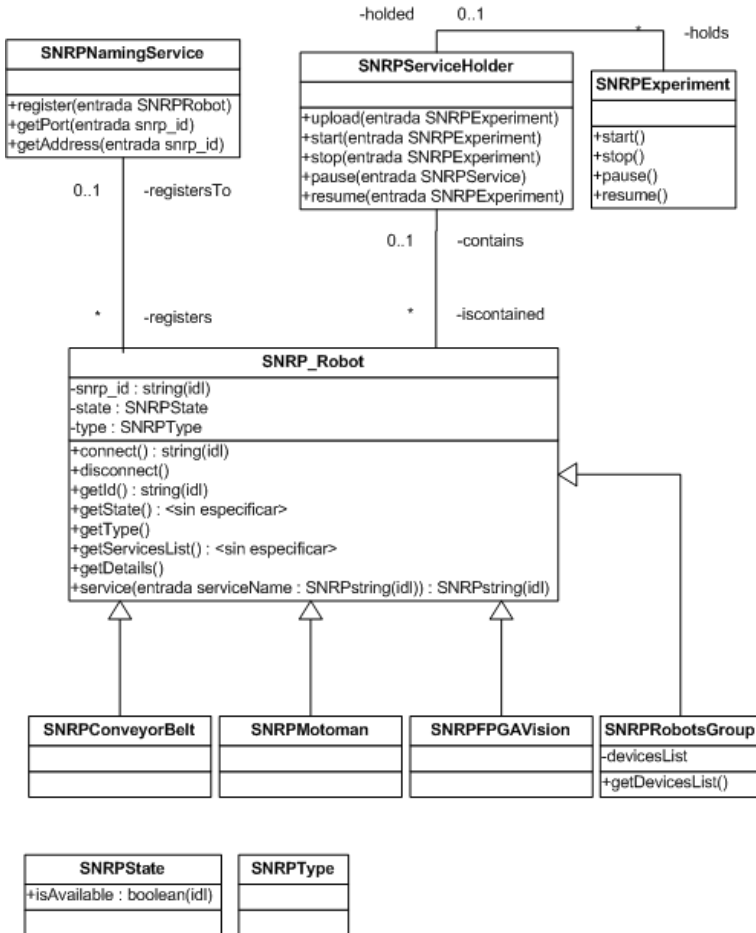 -holded 0..1
* -holds
SNRPNamingService
+register(entrada SNRPRobot)
+getPort(entrada snrp_id)
+getAddress(entrada snrp_id)
SNRPServiceHolder
+upload(entrada SNRPExperiment)
+start(entrada SNRPExperiment)
+stop(entrada SNRPExperiment)
+pause(entrada SNRPService)
+resume(entrada SNRPExperiment)
SNRPExperiment
+start()
+stop()
+pause()
+resume()
0..1 -registersTo
* -registers
0..1 -contains
* -iscontained
SNRP_Robot
-snrp_id : string(idl)
-state : SNRPState
-type : SNRPType
+connect() : string(idl)
+disconnect()
+getId() : string(idl)
+getState() : <sin especificar>
+getType()
+getServicesList() : <sin especificar>
+getDetails()
+service(entrada serviceName : SNRPstring(idl)) : SNRPstring(idl)
SNRPConveyorBelt
SNRPMotoman
SNRPFPGAVision
SNRPRobotsGroup
-devicesList
+getDevicesList()
SNRPState
+isAvailable : boolean(idl)
SNRPType